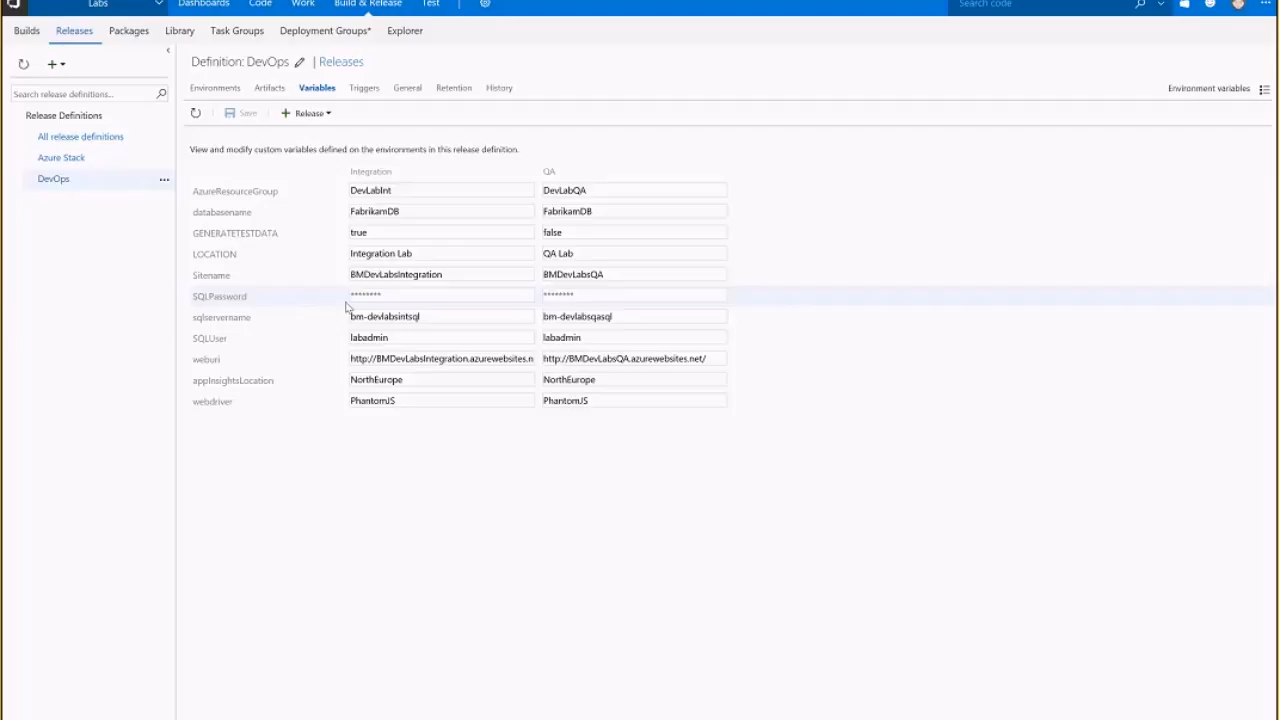 Labs Dashboards Code Work Build & Release Test Search code
Builds Releases Packages Library Task Groups Deployment Groups* Explorer
Definition: DevOps | Releases
Search release definitions...
Environments Artifacts Variables Triggers General Retention History Environment variables
Release Definitions
Save Release
All release definitions
View and modify custom variables defined on the environments in this release definition.
Azure Stack
Integration QA
DevOps ...
AzureResourceGroup DevLabInt DevLabQA
databasename FabrikamDB FabrikamDB
GENERATETESTDATA true false
LOCATION Integration Lab QA Lab
Sitename BMDevLabsIntegration BMDevLabsQA
SQLPassword ******** ********
sqlservername bm-devlabsintsql bm-devlabsqasql
SQLUser labadmin labadmin
weburi http://BMDevLabsIntegration.azurewebsites.n http://BMDevLabsQA.azurewebsites.net/
appInsightsLocation NorthEurope NorthEurope
webdriver PhantomJS PhantomJS